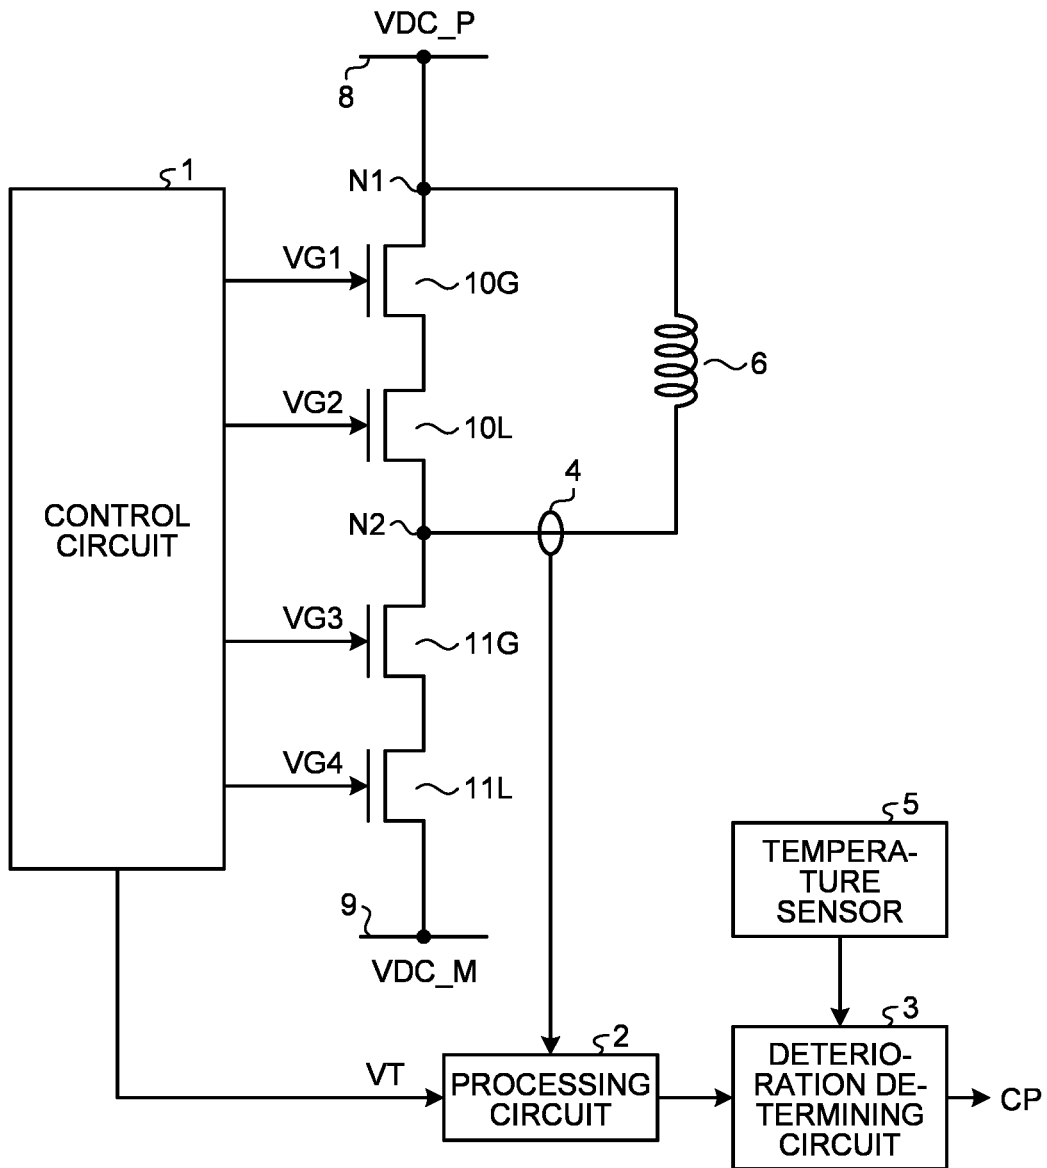 VDC_P
8
1
N1
VG1
10G
6
VG2
10L
4
CONTROL
CIRCUIT
N2
VG3
11G
VG4
11L
5
TEMPERA-
TURE
SENSOR
9
VDC_M
3
2
VT
PROCESSING
CIRCUIT
DETERIO-
RATION DE-
TERMINING
CIRCUIT
CP